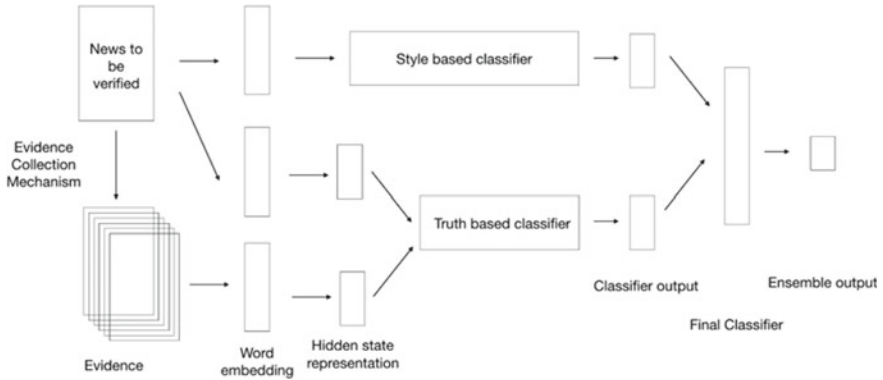 News to
be
verified
Style based classifier
Evidence
Collection
Mechanism
Truth based classifier
Classifier output
Ensemble output
Final Classifier
Evidence
Word
embedding
Hidden state
representation